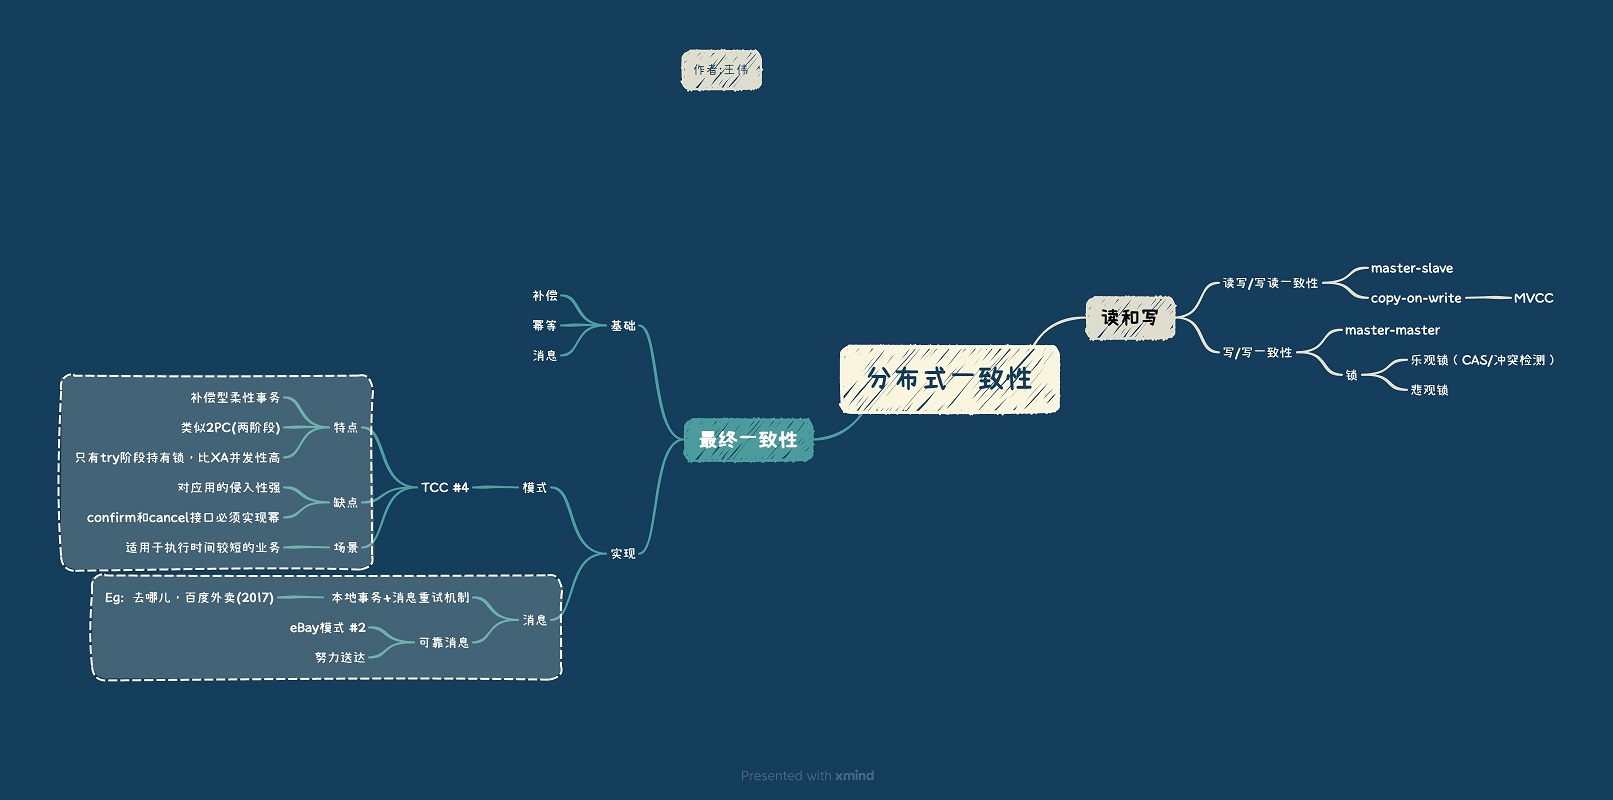 作者:王伟
分布式一致性
读和写
读写/写读一致性
master-slave
copy-on-write
MVCC
写/写一致性
master-master
锁
乐观锁（CAS/冲突检测）
悲观锁
最终一致性
基础
补偿
幂等
消息
实现
模式
TCC #4
特点
补偿型柔性事务
类似2PC(两阶段)
只有try阶段持有锁，比XA并发性高
缺点
对应用的侵入性强
confirm和cancel接口必须实现幂
场景
适用于执行时间较短的业务
消息
本地事务+消息重试机制
Eg: 去哪儿，百度外卖(2017)
可靠消息
eBay模式 #2
努力送达
Presented with xmind